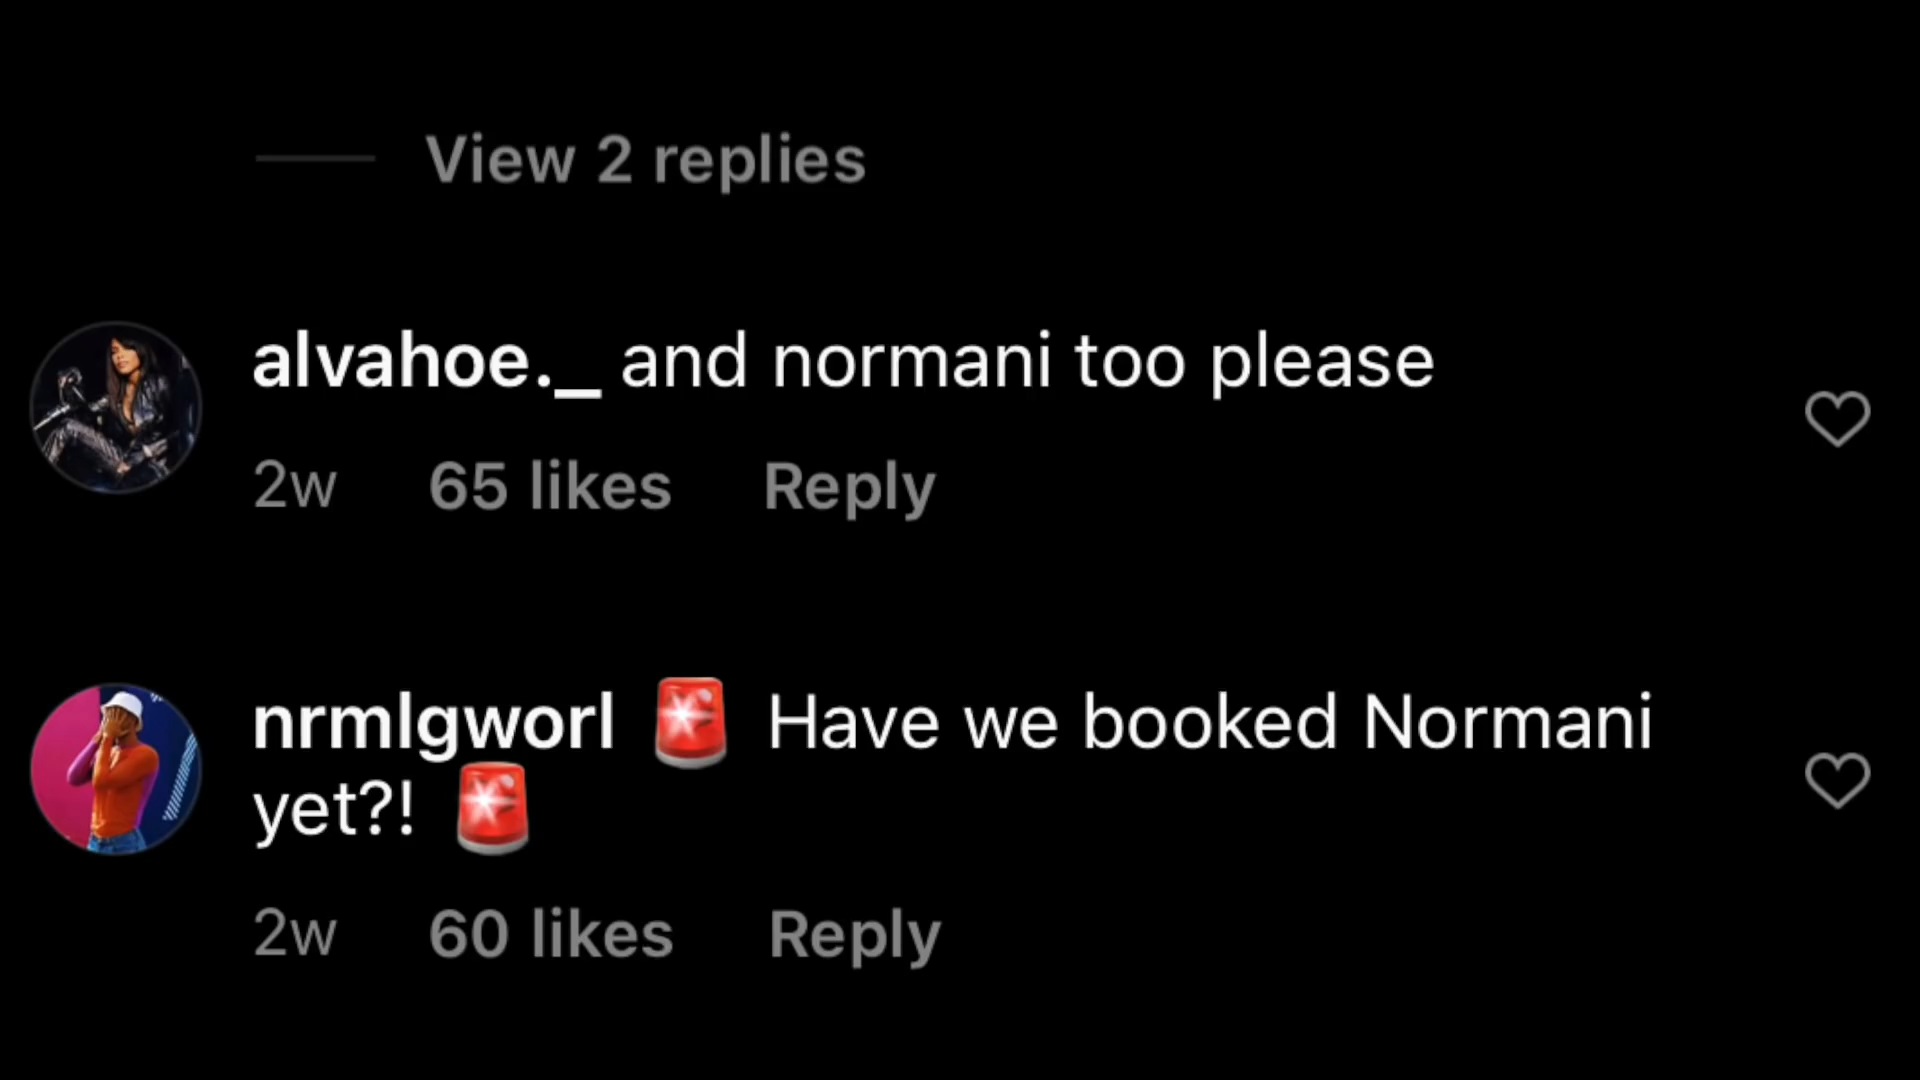 View 2 replies
alvahoe._ and normani too please
2w 65 likes Reply
nrmlgworl 🚨 Have we booked Normani
yet?! 🚨
2w 60 likes Reply